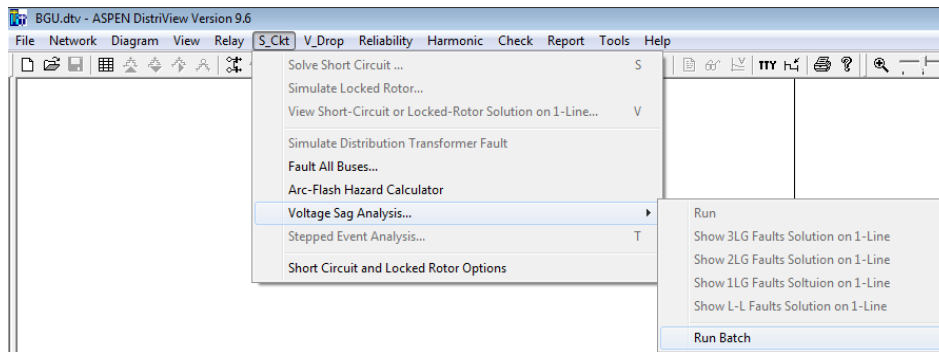 BGU.dtv - ASPEN DistriView Version 9.6
File Network Diagram View Relay S_Ckt V_Drop Reliability Harmonic Check Report Tools Help
TTY
Solve Short Circuit ... S
Simulate Locked Rotor...
View Short-Circuit or Locked-Rotor Solution on 1-Line... V
Simulate Distribution Transformer Fault
Fault All Buses...
Arc-Flash Hazard Calculator
Voltage Sag Analysis...
Stepped Event Analysis... T
Short Circuit and Locked Rotor Options
Run
Show 3LG Faults Solution on 1-Line
Show 2LG Faults Solution on 1-Line
Show 1LG Faults Soltuion on 1-Line
Show L-L Faults Solution on 1-Line
Run Batch